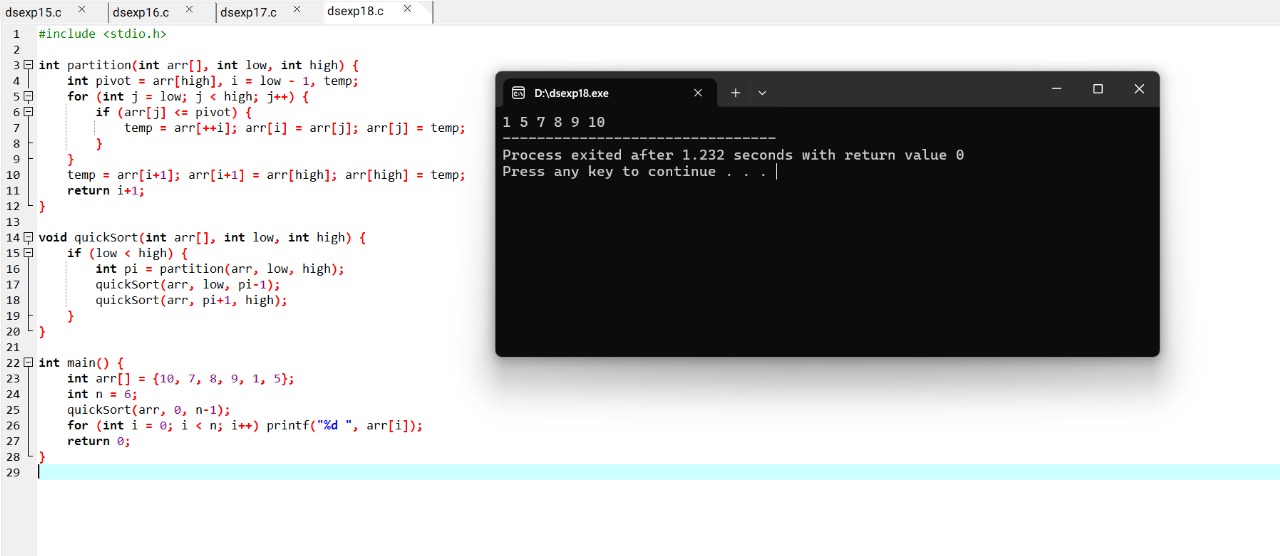 dsexp15.c dsexp16.c dsexp17.c dsexp18.c
1 #include <stdio.h>
2
3 int partition(int arr[], int low, int high) {
4     int pivot = arr[high], i = low - 1, temp;
5     for (int j = low; j < high; j++) {
6         if (arr[j] <= pivot) {
7             temp = arr[++i]; arr[i] = arr[j]; arr[j] = temp;
8         }
9     }
10     temp = arr[i+1]; arr[i+1] = arr[high]; arr[high] = temp;
11     return i+1;
12 }
13
14 void quickSort(int arr[], int low, int high) {
15     if (low < high) {
16         int pi = partition(arr, low, high);
17         quickSort(arr, low, pi-1);
18         quickSort(arr, pi+1, high);
19     }
20 }
21
22 int main() {
23     int arr[] = {10, 7, 8, 9, 1, 5};
24     int n = 6;
25     quickSort(arr, 0, n-1);
26     for (int i = 0; i < n; i++) printf("%d ", arr[i]);
27     return 0;
28 }
29
D:\dsexp18.exe
1 5 7 8 9 10
--------------------------------
Process exited after 1.232 seconds with return value 0
Press any key to continue . . .